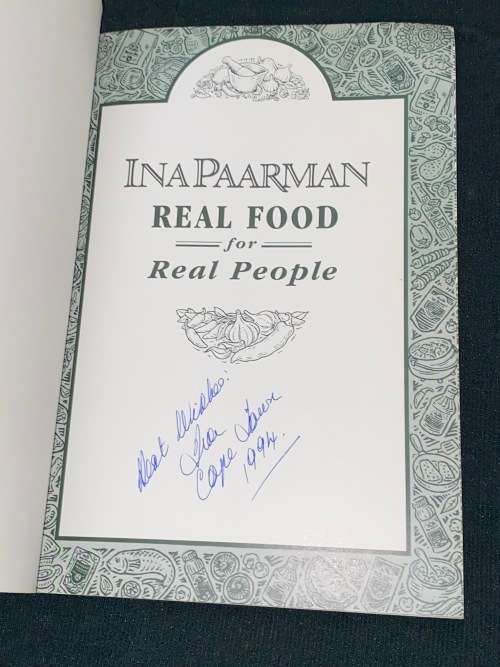 INA PAARMAN
REAL FOOD
for
Real People
Best Wishes!
Ina
Cape Town
1994.